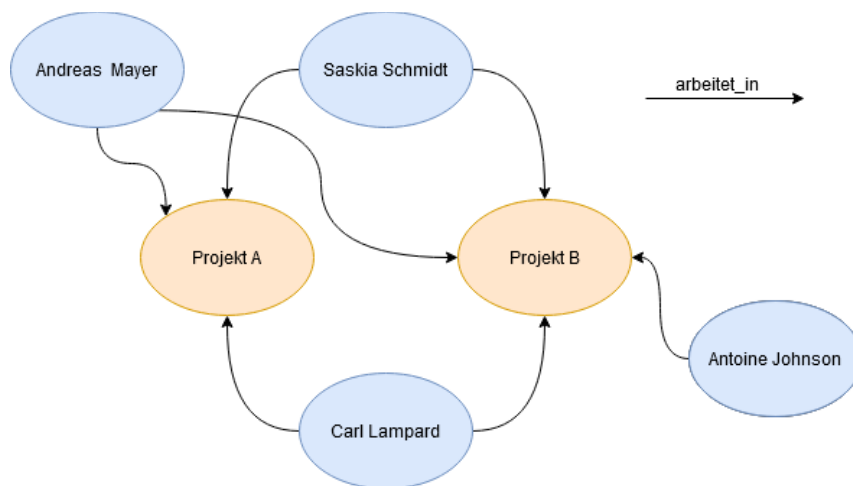 Andreas  Mayer
Saskia Schmidt
arbeitet_in
Projekt A
Projekt B
Antoine Johnson
Carl Lampard